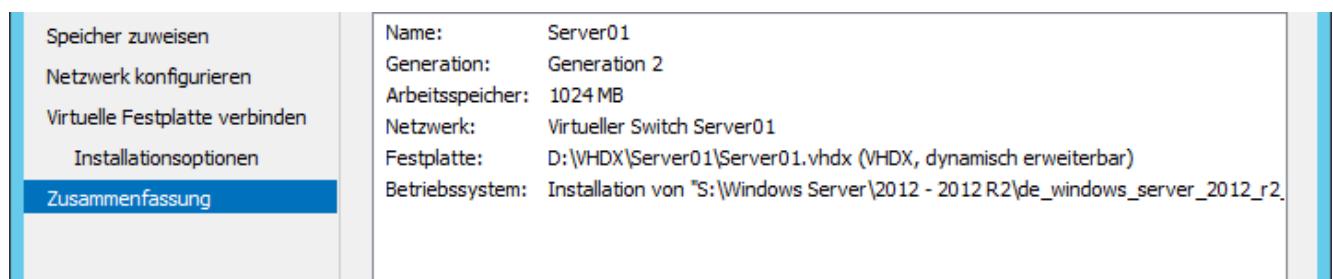 Speicher zuweisen
Netzwerk konfigurieren
Virtuelle Festplatte verbinden
Installationsoptionen
Zusammenfassung
Name: Server01
Generation: Generation 2
Arbeitsspeicher: 1024 MB
Netzwerk: Virtueller Switch Server01
Festplatte: D:\VHDX\Server01\Server01.vhdx (VHDX, dynamisch erweiterbar)
Betriebssystem: Installation von "S:\Windows Server\2012 - 2012 R2\de_windows_server_2012_r2_